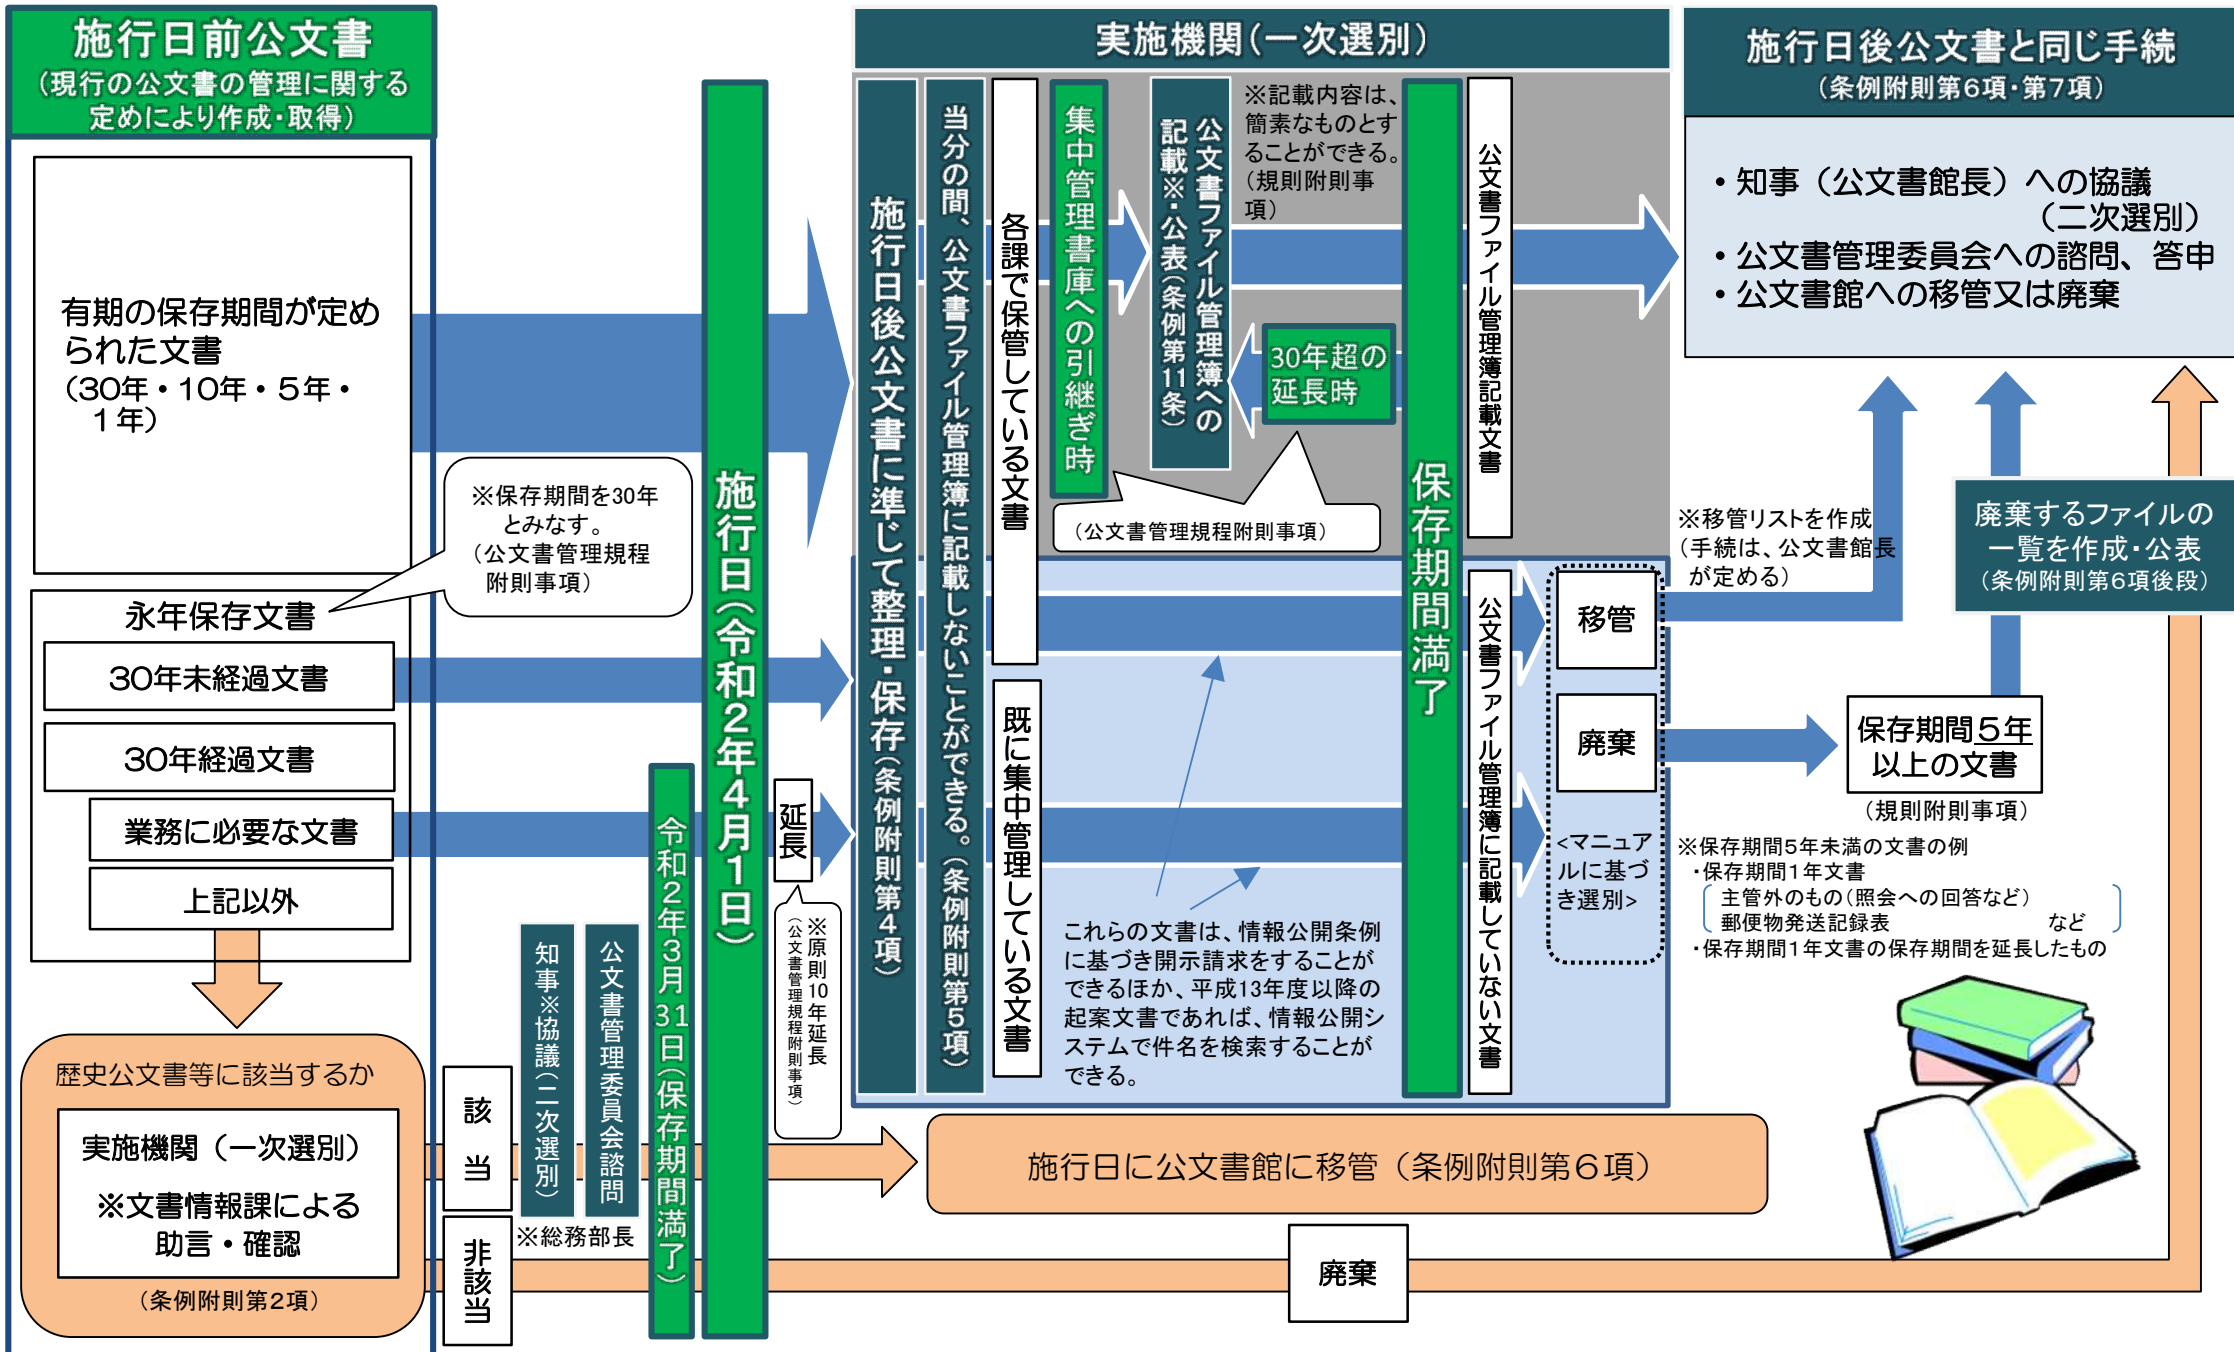 施行日前公文書
（現行の公文書の管理に関する
定めにより作成・取得）
有期の保存期間が定め
られた文書
（30年・10年・５年・
１年）
※保存期間を30年
とみなす。
（公文書管理規程
附則事項）
永年保存文書
30年未経過文書
30年経過文書
業務に必要な文書
上記以外
歴史公文書等に該当するか
実施機関（一次選別）
※文書情報課による
助言・確認
（条例附則第２項）
該当
非該当
知事※協議（二次選別）
公文書管理委員会諮問
※総務部長
令和２年３月31日（保存期間満了）
施行日（令和２年４月１日）
延長
※原則10年延長
（公文書管理規程附則事項）
実施機関（一次選別）
施行日後公文書に準じて整理・保存（条例附則第４項）
当分の間、公文書ファイル管理簿に記載しないことができる。（条例附則第５項）
各課で保管している文書
既に集中管理している文書
集中管理書庫への引継ぎ時
公文書ファイル管理簿への
記載※・公表（条例第11条）
※記載内容は、
簡素なものとす
ることができる。
（規則附則事
項）
30年超の
延長時
（公文書管理規程附則事項）
保存期間満了
公文書ファイル管理簿記載文書
公文書ファイル管理簿に記載していない文書
これらの文書は、情報公開条例
に基づき開示請求をすることが
できるほか、平成13年度以降の
起案文書であれば、情報公開シ
ステムで件名を検索することが
できる。
移管
廃棄
<マニュア
ルに基づ
き選別>
施行日に公文書館に移管（条例附則第６項）
廃棄
施行日後公文書と同じ手続
（条例附則第６項・第７項）
・知事（公文書館長）への協議
（二次選別）
・公文書管理委員会への諮問、答申
・公文書館への移管又は廃棄
※移管リストを作成
（手続は、公文書館長
が定める）
廃棄するファイルの
一覧を作成・公表
（条例附則第６項後段）
保存期間５年
以上の文書
（規則附則事項）
※保存期間５年未満の文書の例
・保存期間１年文書
主管外のもの（照会への回答など）
郵便物発送記録表 など
・保存期間１年文書の保存期間を延長したもの